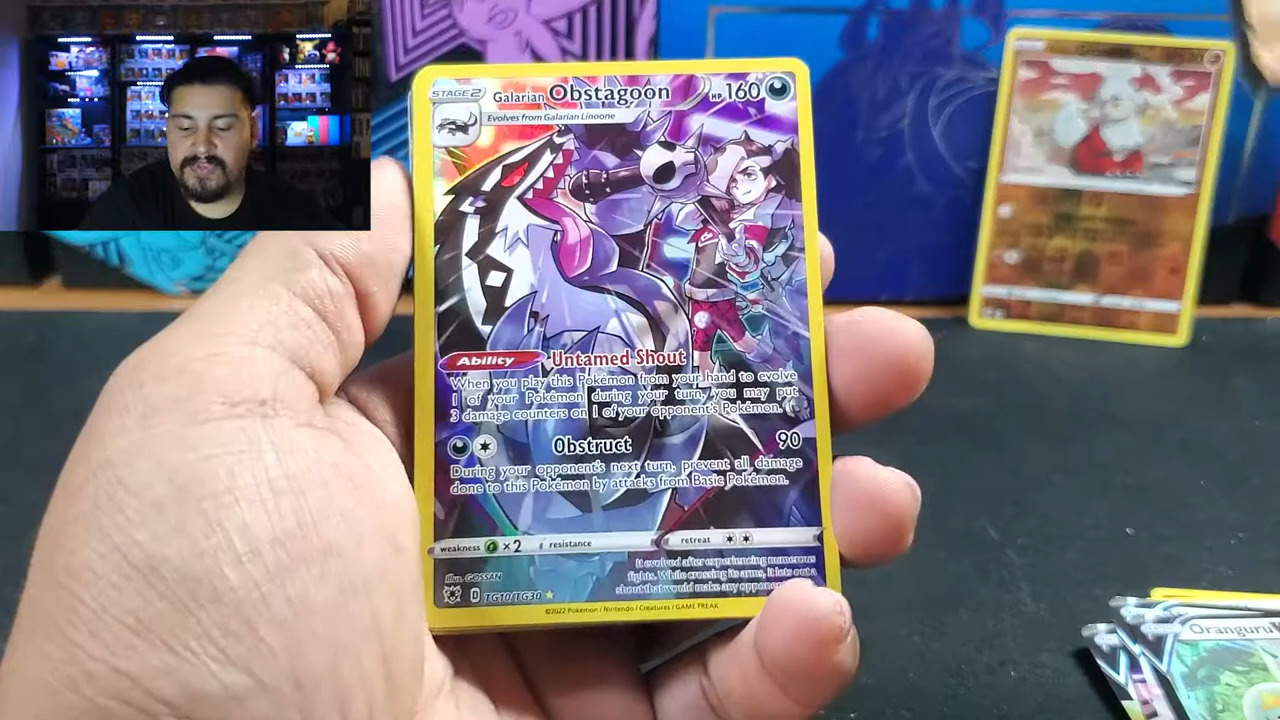 STAGE2
Galarian Obstagoon HP 160
Evolves from Galarian Linoone
Ability Untamed Shout
When you play this Pokémon from your hand to evolve
1 of your Pokémon during your turn, you may put
3 damage counters on 1 of your opponent's Pokémon.
Obstruct 90
During your opponent's next turn, prevent all damage
done to this Pokémon by attacks from Basic Pokémon.
weakness ×2 resistance retreat
It evolved after experiencing numerous
fights. While crossing its arms, it lets out a
shout that would make any
Illus. GOSSAN
D TG10/TG30
©2022 Pokémon / Nintendo / Creatures / GAME FREAK
Oranguru